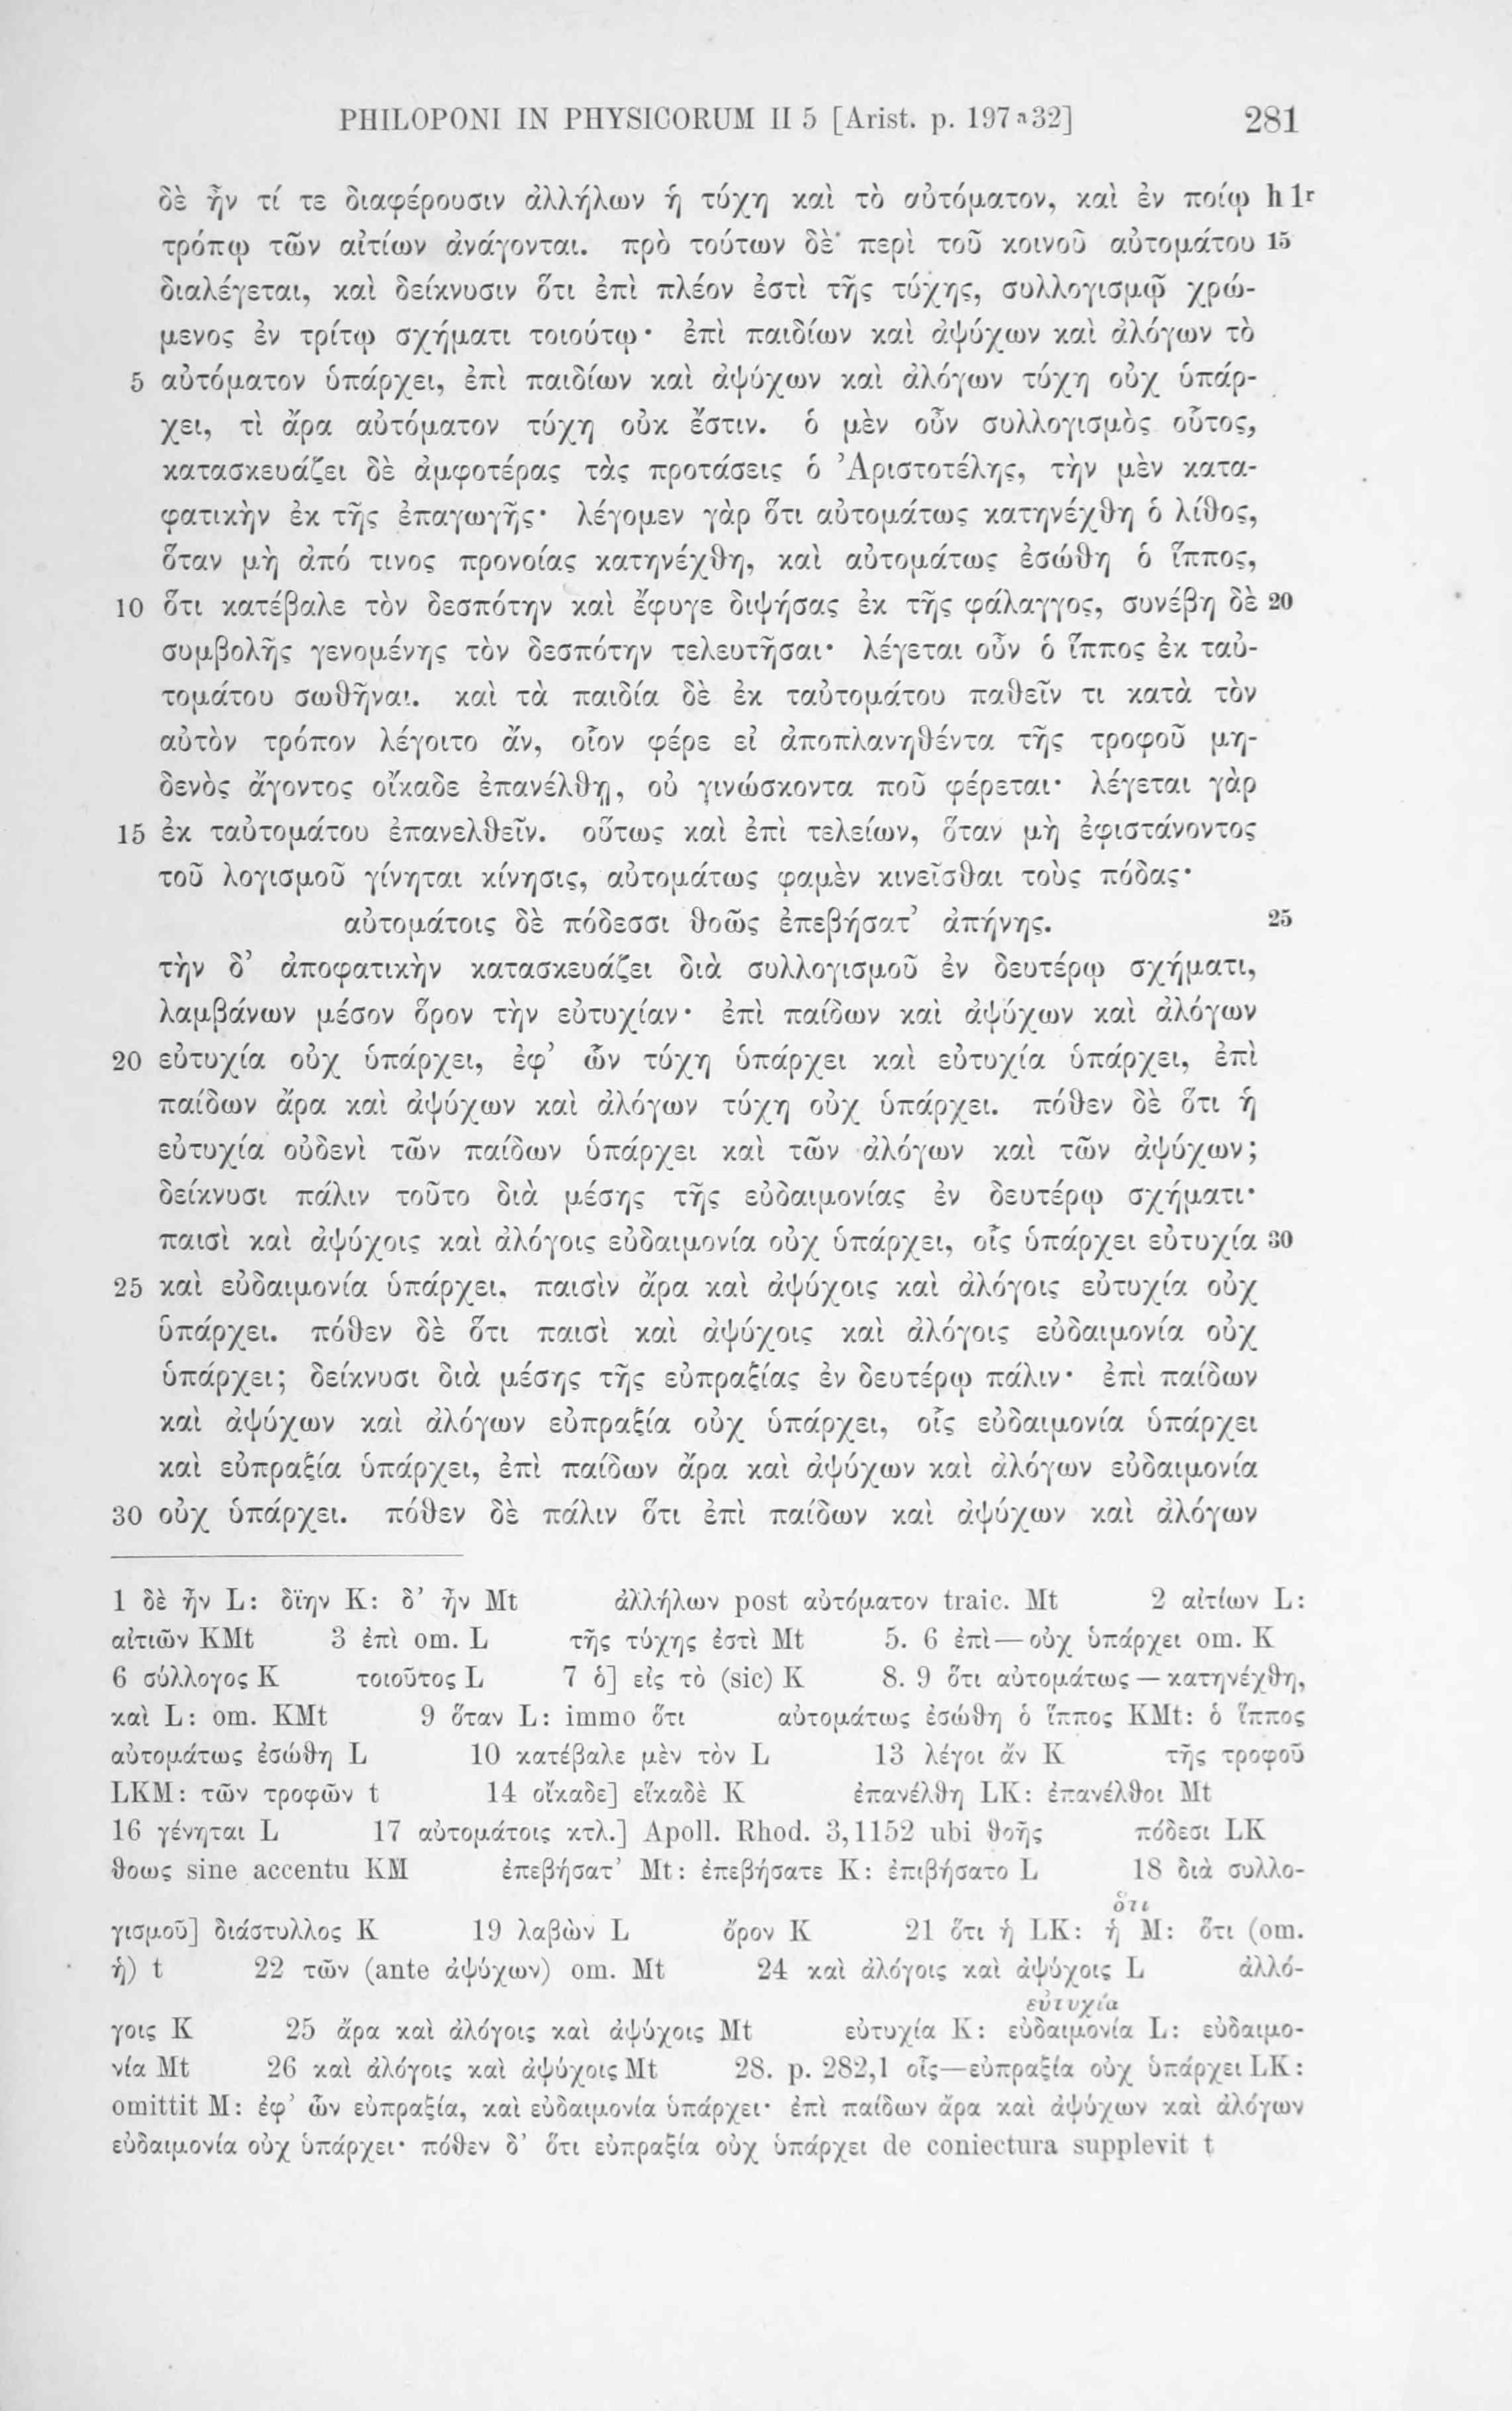 PHILOPONI IN PHYSICORUM II 5 [Arist. p. 197ᵃ32] 281
δὲ ἦν τί τε διαφέρουσιν ἀλλήλων ἡ τύχη καὶ τὸ αὐτόματον, καὶ ἐν ποίῳ h 1ʳ
τρόπῳ τῶν αἰτίων ἀνάγονται. πρὸ τούτων δὲ περὶ τοῦ κοινοῦ αὐτομάτου 15
διαλέγεται, καὶ δείκνυσιν ὅτι ἐπὶ πλέον ἐστὶ τῆς τύχης, συλλογισμῷ χρώ-
μενος ἐν τρίτῳ σχήματι τοιούτῳ· ἐπὶ παιδίων καὶ ἀψύχων καὶ ἀλόγων τὸ
5 αὐτόματον ὑπάρχει, ἐπὶ παιδίων καὶ ἀψύχων καὶ ἀλόγων τύχη οὐχ ὑπάρ-
χει, τὶ ἄρα αὐτόματον τύχη οὐκ ἔστιν. ὁ μὲν οὖν συλλογισμὸς οὗτος,
κατασκευάζει δὲ ἀμφοτέρας τὰς προτάσεις ὁ Ἀριστοτέλης, τὴν μὲν κατα-
φατικὴν ἐκ τῆς ἐπαγωγῆς· λέγομεν γὰρ ὅτι αὐτομάτως κατηνέχθη ὁ λίθος,
ὅταν μὴ ἀπό τινος προνοίας κατηνέχθη, καὶ αὐτομάτως ἐσώθη ὁ ἵππος,
10 ὅτι κατέβαλε τὸν δεσπότην καὶ ἔφυγε διψήσας ἐκ τῆς φάλαγγος, συνέβη δὲ 20
συμβολῆς γενομένης τὸν δεσπότην τελευτῆσαι· λέγεται οὖν ὁ ἵππος ἐκ ταὐ-
τομάτου σωθῆναι. καὶ τὰ παιδία δὲ ἐκ ταὐτομάτου παθεῖν τι κατὰ τὸν
αὐτὸν τρόπον λέγοιτο ἄν, οἷον φέρε εἰ ἀποπλανηθέντα τῆς τροφοῦ μη-
δενὸς ἄγοντος οἴκαδε ἐπανέλθῃ, οὐ γινώσκοντα ποῦ φέρεται· λέγεται γὰρ
15 ἐκ ταὐτομάτου ἐπανελθεῖν. οὕτως καὶ ἐπὶ τελείων, ὅταν μὴ ἐφιστάνοντος
τοῦ λογισμοῦ γίνηται κίνησις, αὐτομάτως φαμὲν κινεῖσθαι τοὺς πόδας·
αὐτομάτοις δὲ πόδεσσι θοῶς ἐπεβήσατ’ ἀπήνης. 25
τὴν δ’ ἀποφατικὴν κατασκευάζει διὰ συλλογισμοῦ ἐν δευτέρῳ σχήματι,
λαμβάνων μέσον ὅρον τὴν εὐτυχίαν· ἐπὶ παίδων καὶ ἀψύχων καὶ ἀλόγων
20 εὐτυχία οὐχ ὑπάρχει, ἐφ’ ὧν τύχη ὑπάρχει καὶ εὐτυχία ὑπάρχει, ἐπὶ
παίδων ἄρα καὶ ἀψύχων καὶ ἀλόγων τύχη οὐχ ὑπάρχει. πόθεν δὲ ὅτι ἡ
εὐτυχία οὐδενὶ τῶν παίδων ὑπάρχει καὶ τῶν ἀλόγων καὶ τῶν ἀψύχων;
δείκνυσι πάλιν τοῦτο διὰ μέσης τῆς εὐδαιμονίας ἐν δευτέρῳ σχήματι·
παισὶ καὶ ἀψύχοις καὶ ἀλόγοις εὐδαιμονία οὐχ ὑπάρχει, οἷς ὑπάρχει εὐτυχία 30
25 καὶ εὐδαιμονία ὑπάρχει, παισὶν ἄρα καὶ ἀψύχοις καὶ ἀλόγοις εὐτυχία οὐχ
ὑπάρχει. πόθεν δὲ ὅτι παισὶ καὶ ἀψύχοις καὶ ἀλόγοις εὐδαιμονία οὐχ
ὑπάρχει; δείκνυσι διὰ μέσης τῆς εὐπραξίας ἐν δευτέρῳ πάλιν· ἐπὶ παίδων
καὶ ἀψύχων καὶ ἀλόγων εὐπραξία οὐχ ὑπάρχει, οἷς εὐδαιμονία ὑπάρχει
καὶ εὐπραξία ὑπάρχει, ἐπὶ παίδων ἄρα καὶ ἀψύχων καὶ ἀλόγων εὐδαιμονία
30 οὐχ ὑπάρχει. πόθεν δὲ πάλιν ὅτι ἐπὶ παίδων καὶ ἀψύχων καὶ ἀλόγων
1 δὲ ἦν L: δϊην K: δ’ ἦν Mt ἀλλήλων post αὐτόματον traic. Mt 2 αἰτίων L:
αἰτιῶν KMt 3 ἐπὶ om. L τῆς τύχης ἐστὶ Mt 5. 6 ἐπὶ—οὐχ ὑπάρχει om. K
6 σύλλογος K τοιοῦτος L 7 ὁ] εἰς τὸ (sic) K 8. 9 ὅτι αὐτομάτως — κατηνέχθη,
καὶ L: om. KMt 9 ὅταν L: immo ὅτι αὐτομάτως ἐσώθη ὁ ἵππος KMt: ὁ ἵππος
αὐτομάτως ἐσώθη L 10 κατέβαλε μὲν τὸν L 13 λέγοι ἄν K τῆς τροφοῦ
LKM: τῶν τροφῶν t 14 οἴκαδε] εἴκαδὲ K ἐπανέλθη LK: ἐπανέλθοι Mt
16 γένηται L 17 αὐτομάτοις κτλ.] Apoll. Rhod. 3,1152 ubi θοῆς πόδεσι LK
θοως sine accentu KM ἐπεβήσατ’ Mt: ἐπεβήσατε K: ἐπιβήσατο L 18 διὰ συλλο-
ὅτι
γισμοῦ] διάστυλλος K 19 λαβὼν L ὄρον K 21 ὅτι ἡ LK: ἡ M: ὅτι (om.
ἡ) t 22 τῶν (ante ἀψύχων) om. Mt 24 καὶ ἀλόγοις καὶ ἀψύχοις L ἀλλό-
εὐτυχία
γοις K 25 ἄρα καὶ ἀλόγοις καὶ ἀψύχοις Mt εὐτυχία K: εὐδαιμονία L: εὐδαιμο-
νία Mt 26 καὶ ἀλόγοις καὶ ἀψύχοις Mt 28. p. 282,1 οἷς—εὐπραξία οὐχ ὑπάρχει LK:
omittit M: ἐφ’ ὧν εὐπραξία, καὶ εὐδαιμονία ὑπάρχει· ἐπὶ παίδων ἄρα καὶ ἀψύχων καὶ ἀλόγων
εὐδαιμονία οὐχ ὑπάρχει· πόθεν δ’ ὅτι εὐπραξία οὐχ ὑπάρχει de coniectura supplevit t